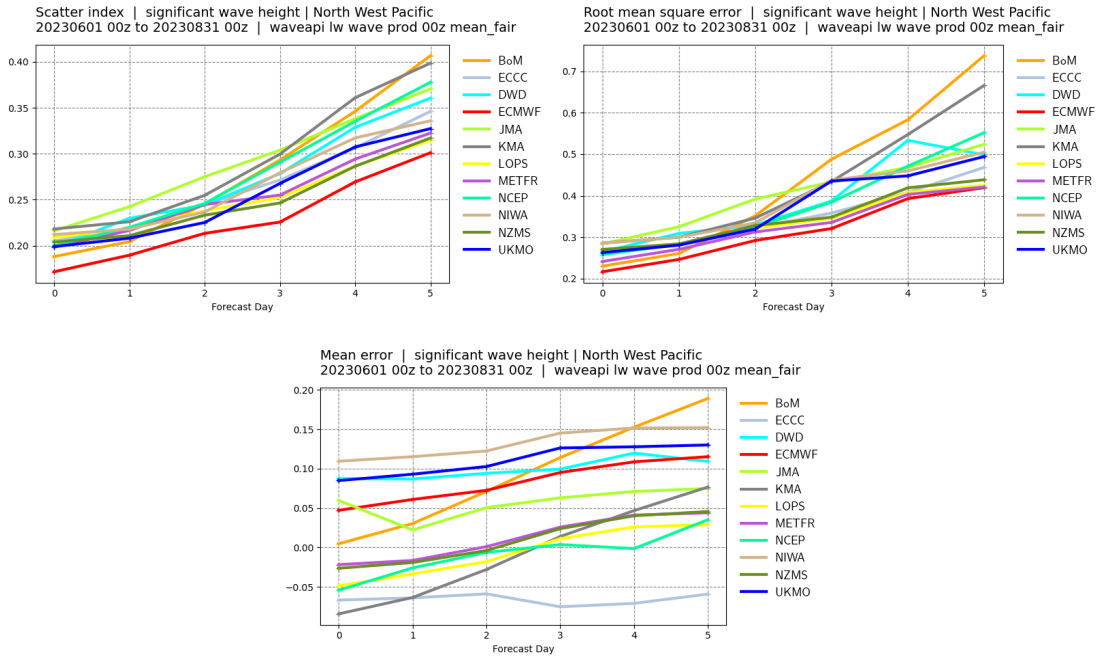 Scatter index | significant wave height | North West Pacific
20230601 00z to 20230831 00z | waveapi lw wave prod 00z mean_fair
0.40
0.35
0.30
0.25
0.20
0 1 2 3 4 5
Forecast Day
BoM
ECCC
DWD
ECMWF
JMA
KMA
LOPS
METFR
NCEP
NIWA
NZMS
UKMO
Root mean square error | significant wave height | North West Pacific
20230601 00z to 20230831 00z | waveapi lw wave prod 00z mean_fair
0.7
0.6
0.5
0.4
0.3
0.2
0 1 2 3 4 5
Forecast Day
BoM
ECCC
DWD
ECMWF
JMA
KMA
LOPS
METFR
NCEP
NIWA
NZMS
UKMO
Mean error | significant wave height | North West Pacific
20230601 00z to 20230831 00z | waveapi lw wave prod 00z mean_fair
0.20
0.15
0.10
0.05
0.00
−0.05
0 1 2 3 4 5
Forecast Day
BoM
ECCC
DWD
ECMWF
JMA
KMA
LOPS
METFR
NCEP
NIWA
NZMS
UKMO